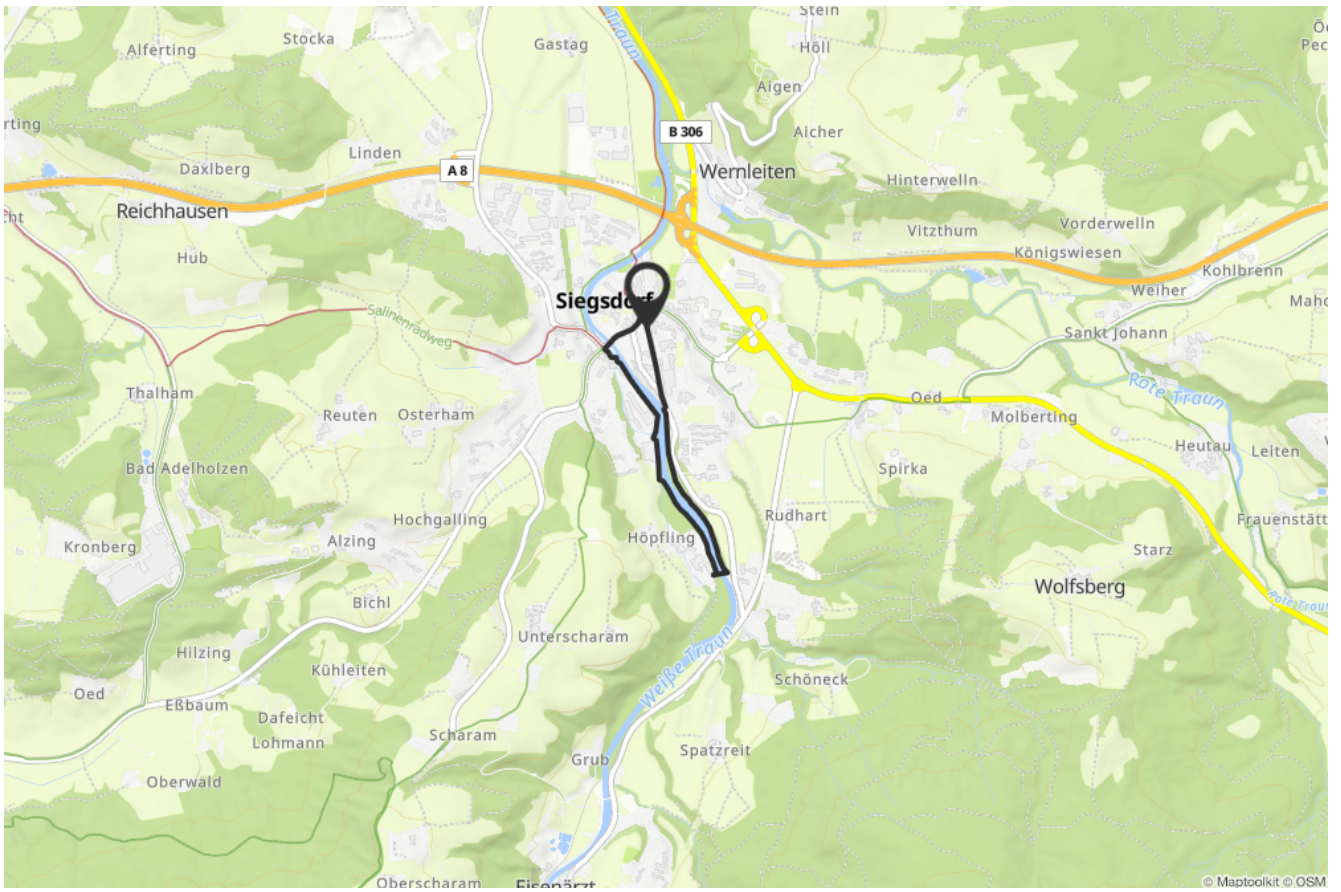 Stein
Stocka
Gastag
Traun
Höll
Alferting
Aigen
rting
B 306
Aicher
Linden
Daxlberg
A 8
Wernleiten
Hinterwelln
Reichhausen
Vorderwelln
Vitzthum
Königswiesen
Hub
Kohlbrenn
Weiher
Siegsdorf
Salinenradweg
Sankt Johann
Thalham
Rote Traun
Reuten
Osterham
Oed
Molberting
Heutau
Leiten
Bad Adelholzen
Spirka
Hochgalling
Rudhart
Frauenstätt
Alzing
Höpfling
Kronberg
Starz
Wolfsberg
Bichl
Rote Traun
Unterscharam
Hilzing
Kühleiten
Weiße Traun
Schöneck
Oed
Eßbaum
Dafeicht
Scharam
Lohmann
Spatzreit
Grub
Oberwald
Oberscharam
Eisenärzt
© Maptoolkit © OSM